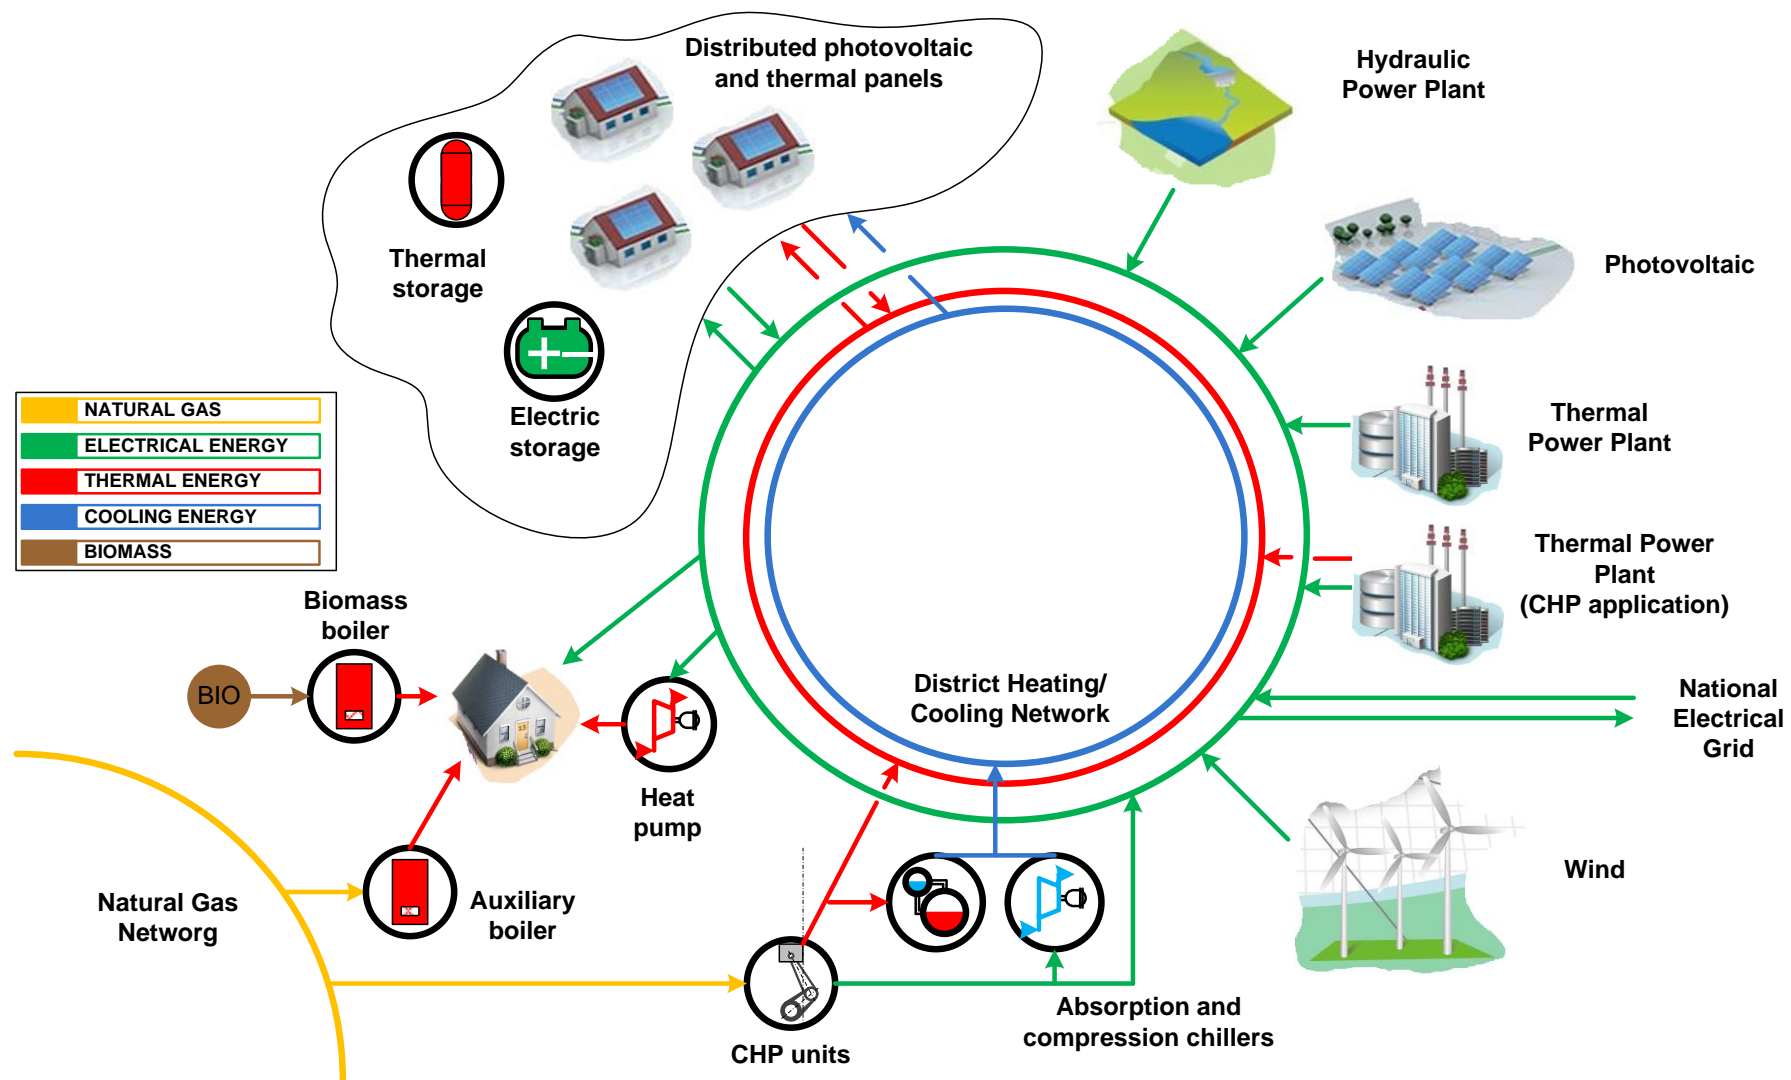 Distributed photovoltaic
and thermal panels
Hydraulic
Power Plant
Thermal
storage
Photovoltaic
Electric
storage
NATURAL GAS
ELECTRICAL ENERGY
THERMAL ENERGY
COOLING ENERGY
BIOMASS
Thermal
Power Plant
Thermal Power
Plant
(CHP application)
Biomass
boiler
BIO
District Heating/
Cooling Network
National
Electrical
Grid
Heat
pump
Wind
Natural Gas
Networg
Auxiliary
boiler
Absorption and
compression chillers
CHP units